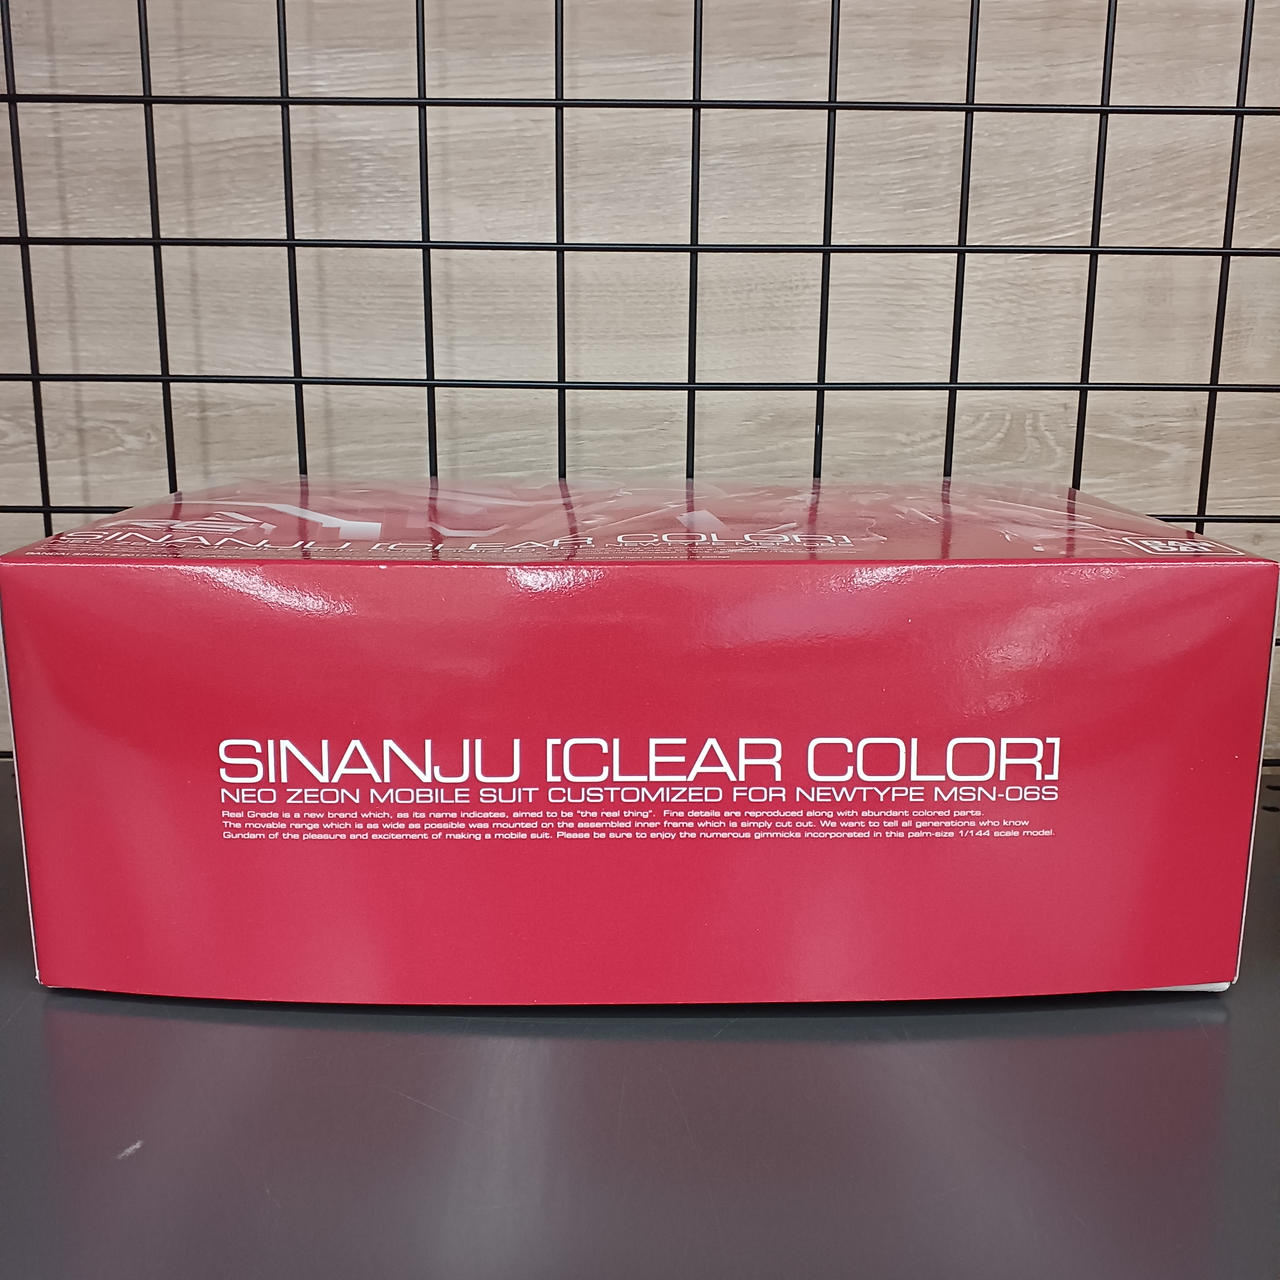 SINANJU [CLEAR COLOR]
BAN
DAI
SINANJU [CLEAR COLOR]
NEO ZEON MOBILE SUIT CUSTOMIZED FOR NEWTYPE MSN-06S
Real Grade is a new brand which, as its name indicates, aimed to be "the real thing". Fine details are reproduced along with abundant colored parts.
The movable range which is as wide as possible was mounted on the assembled inner frame which is simply cut out. We want to tell all generations who know
Gundam of the pleasure and excitement of making a mobile suit. Please be sure to enjoy the numerous gimmicks incorporated in this palm-size 1/144 scale model.